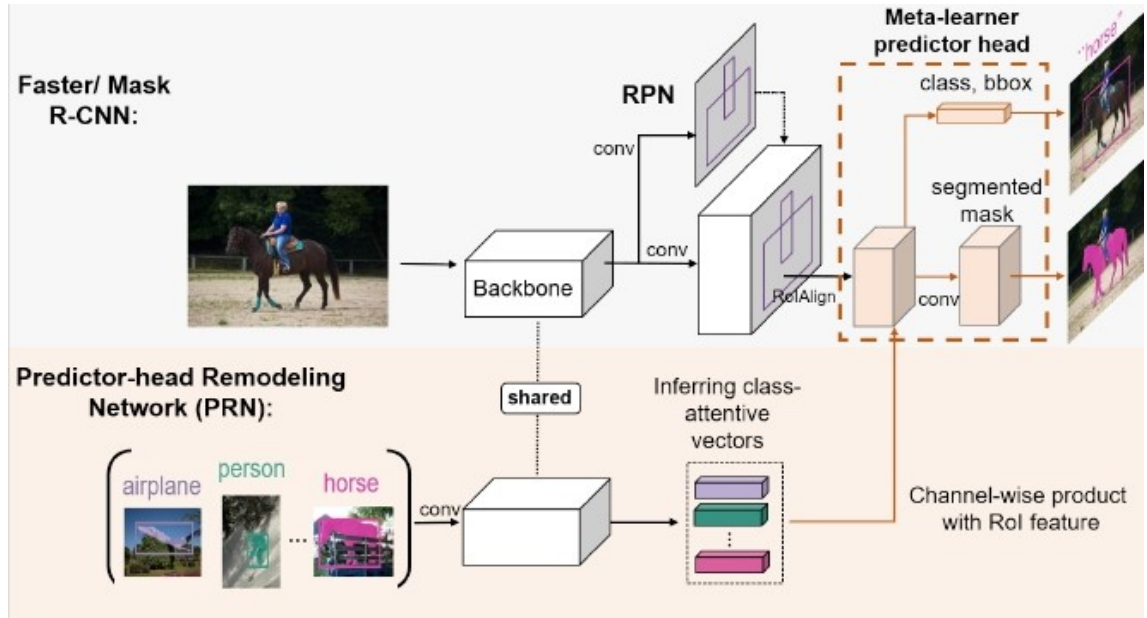 Faster/ Mask
R-CNN:
Meta-learner
predictor head
"horse"
class, bbox
RPN
conv
segmented
mask
Backbone
conv
RoIAlign
conv
Predictor-head Remodeling
Network (PRN):
shared
Inferring class-
attentive
vectors
airplane
person
horse
...
conv
Channel-wise product
with RoI feature